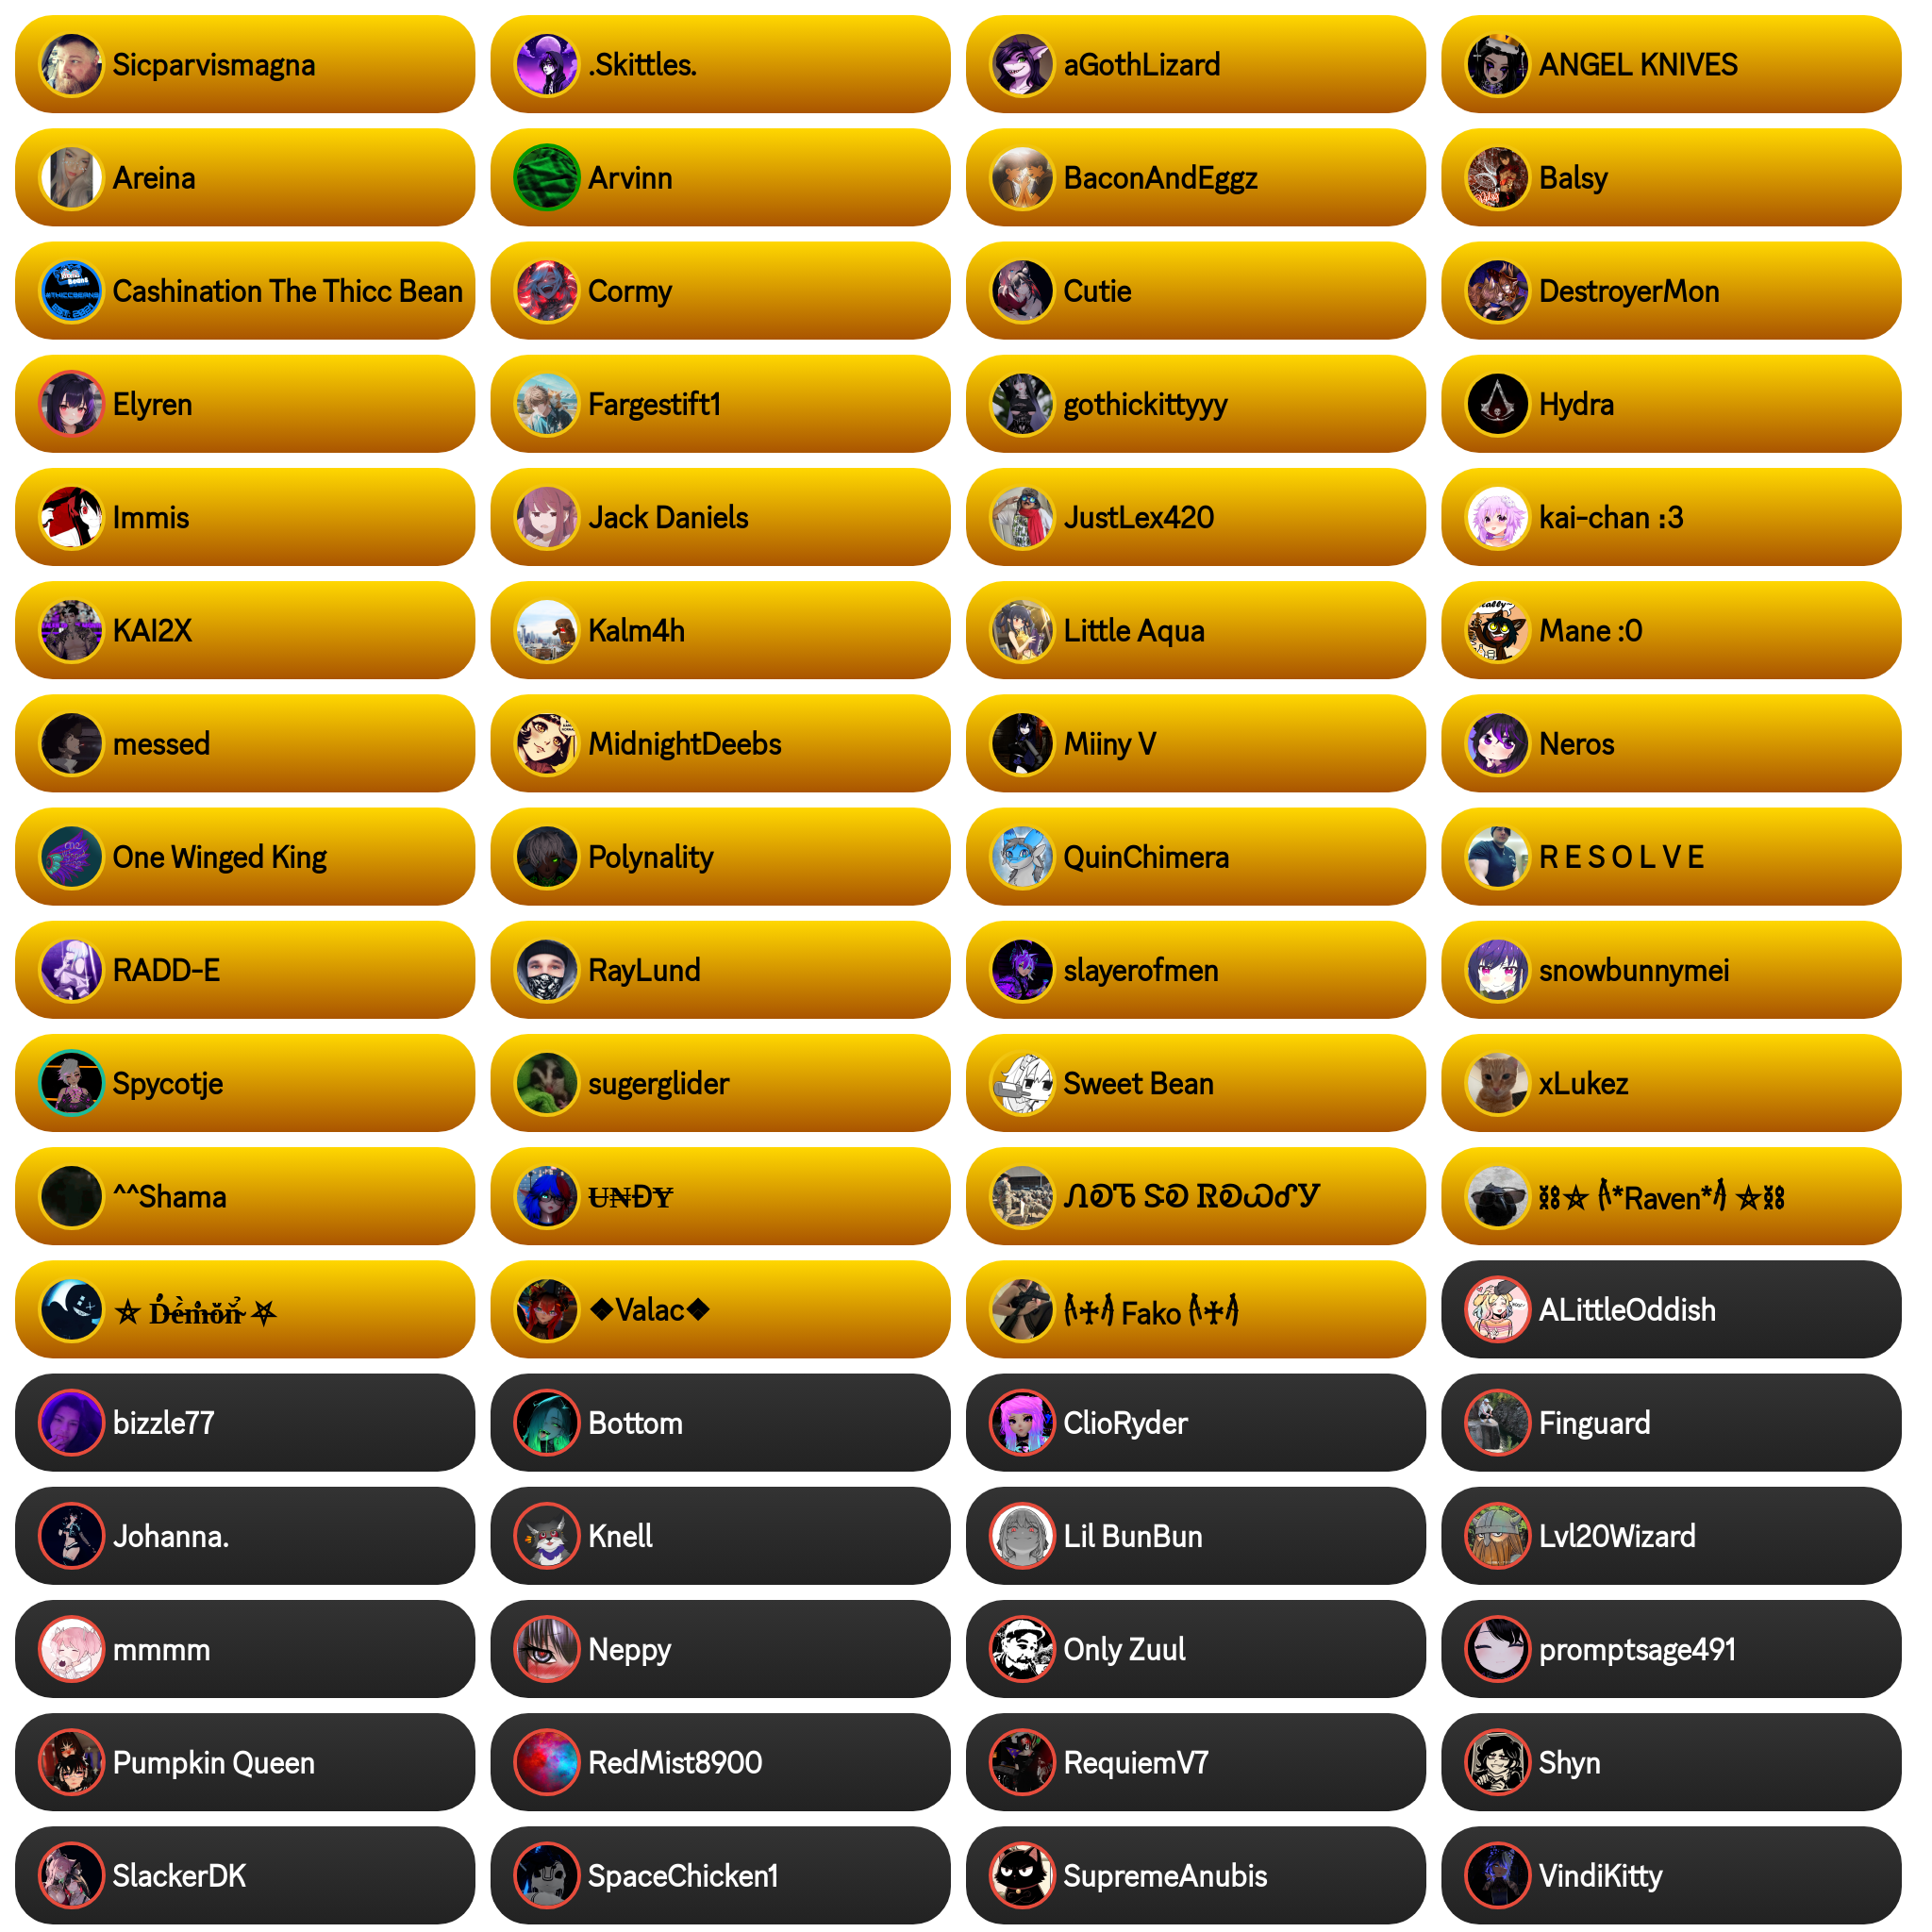 Sicparvismagna
.Skittles.
aGothLizard
ANGEL KNIVES
Areina
Arvinn
BaconAndEggz
Balsy
Cashination The Thicc Bean
Cormy
Cutie
DestroyerMon
Elyren
Fargestift1
gothickittyyy
Hydra
Immis
Jack Daniels
JustLex420
kai-chan :3
KAI2X
Kalm4h
Little Aqua
Mane :0
messed
MidnightDeebs
Miiny V
Neros
One Winged King
Polynality
QuinChimera
R E S O L V E
RADD-E
RayLund
slayerofmen
snowbunnymei
Spycotje
sugerglider
Sweet Bean
xLukez
^^Shama
*Raven*
❖Valac❖
Fako
ALittleOddish
bizzle77
Bottom
ClioRyder
Finguard
Johanna.
Knell
Lil BunBun
Lvl20Wizard
mmmm
Neppy
Only Zuul
promptsage491
Pumpkin Queen
RedMist8900
RequiemV7
Shyn
SlackerDK
SpaceChicken1
SupremeAnubis
VindiKitty